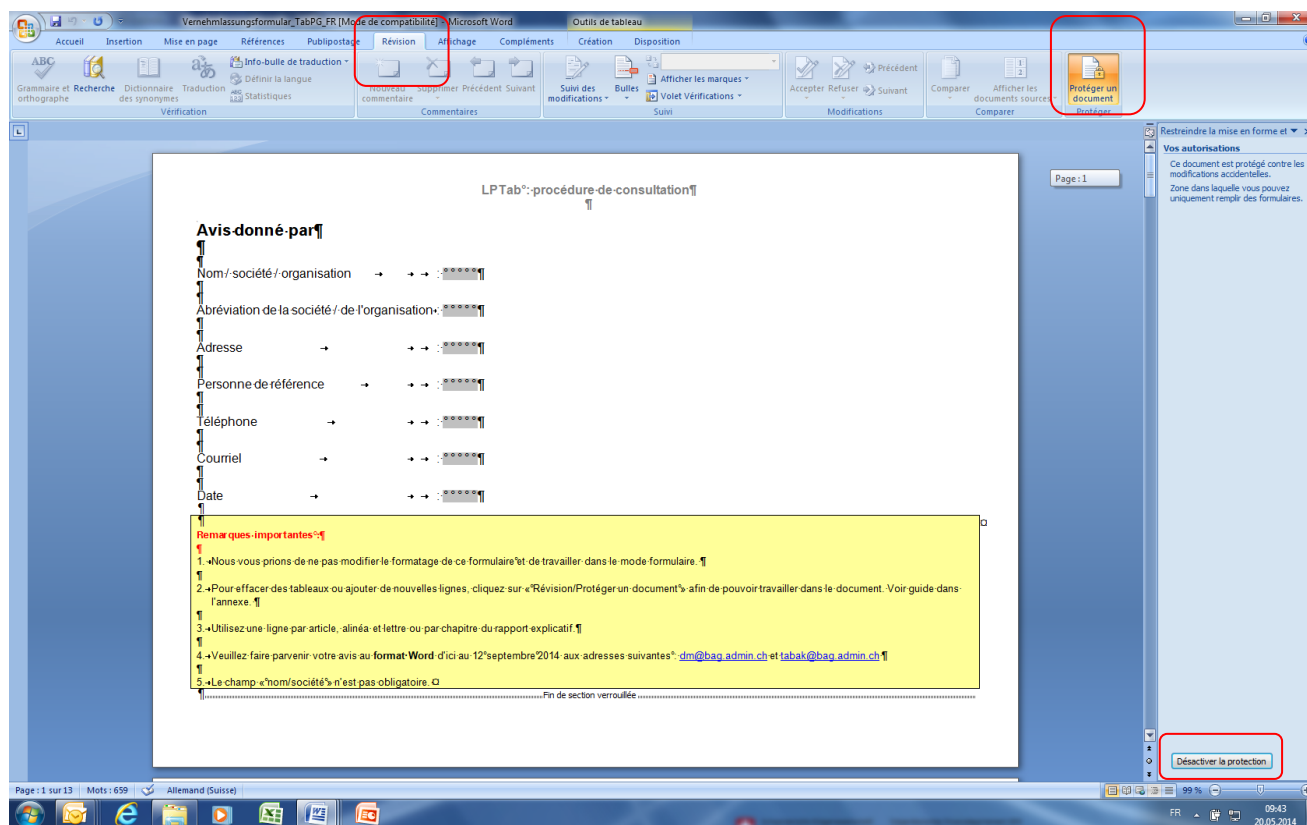 Vernehmlassungsformular_TabPG_FR [Mode de compatibilité] - Microsoft Word
Outils de tableau
Accueil Insertion Mise en page Références Publipostage Révision Affichage Compléments Création Disposition
ABC
Grammaire et orthographe
Recherche
Dictionnaire des synonymes
Traduction
Info-bulle de traduction
Définir la langue
Statistiques
Vérification
Nouveau commentaire
Supprimer
Précédent
Suivant
Commentaires
Suivi des modifications
Bulles
Afficher les marques
Volet Vérifications
Suivi
Accepter
Refuser
Précédent
Suivant
Modifications
Comparer
Afficher les documents sources
Comparer
Protéger un document
Protéger
Restreindre la mise en forme et
Vos autorisations
Ce document est protégé contre les
modifications accidentelles.
Zone dans laquelle vous pouvez
uniquement remplir des formulaires.
Page : 1
LPTab°: procédure de consultation¶
¶
Avis donné par¶
¶
¶
Nom / société / organisation → → → : °°°°°¶
¶
¶
Abréviation de la société / de l'organisation : °°°°°¶
¶
¶
Adresse → → → : °°°°°¶
¶
¶
Personne de référence → → → : °°°°°¶
¶
¶
Téléphone → → → : °°°°°¶
¶
¶
Courriel → → → : °°°°°¶
¶
¶
Date → → → : °°°°°¶
¶
¶
Remarques importantes°:¶
¶
1.→Nous vous prions de ne pas modifier le formatage de ce formulaire°et de travailler dans le mode formulaire. ¶
¶
2.→Pour effacer des tableaux ou ajouter de nouvelles lignes, cliquez sur «°Révision/Protéger un document°» afin de pouvoir travailler dans le document. Voir guide dans
l'annexe. ¶
¶
3.→Utilisez une ligne par article, alinéa et lettre ou par chapitre du rapport explicatif.¶
¶
4.→Veuillez faire parvenir votre avis au format Word d'ici au 12°septembre°2014 aux adresses suivantes°: dm@bag.admin.ch et tabak@bag.admin.ch ¶
¶
5.→Le champ «°nom/société°» n'est pas obligatoire. ¤
¶
Fin de section verrouillée
Désactiver la protection
Page : 1 sur 13 Mots : 659 Allemand (Suisse) 99 %
FR 09:43
20.05.2014